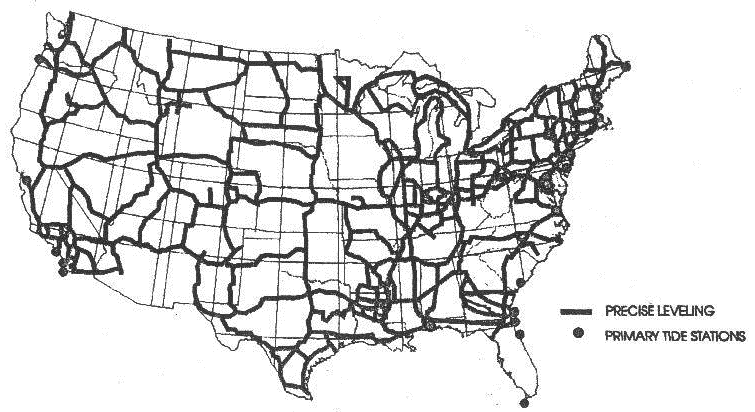 PRECISE LEVELING
PRIMARY TIDE STATIONS